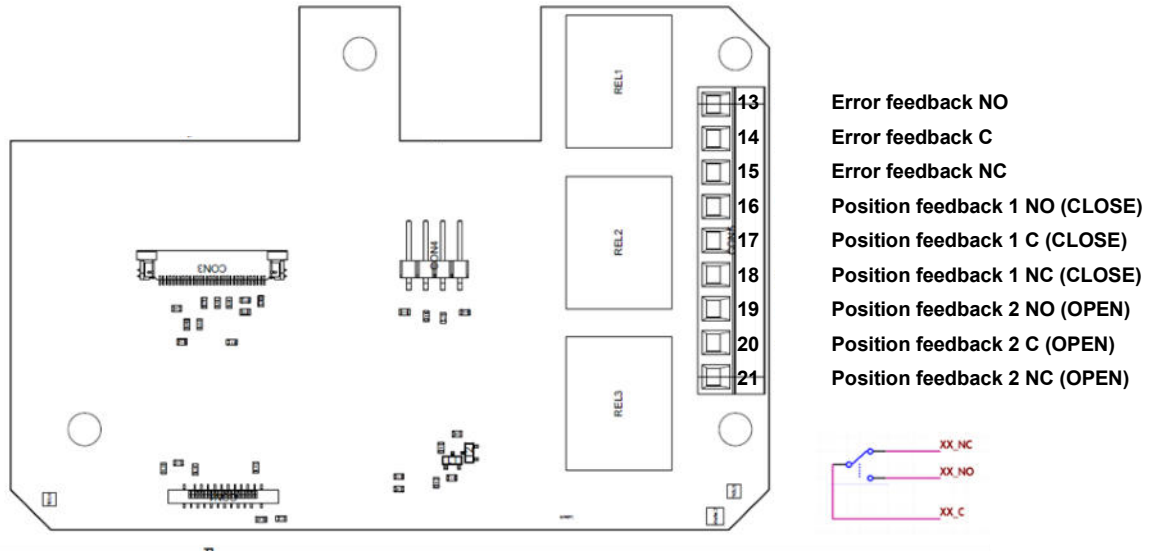 REL1
13 Error feedback NO
14 Error feedback C
15 Error feedback NC
16 Position feedback 1 NO (CLOSE)
REL2
17 Position feedback 1 C (CLOSE)
CON4
CON3
18 Position feedback 1 NC (CLOSE)
19 Position feedback 2 NO (OPEN)
20 Position feedback 2 C (OPEN)
21 Position feedback 2 NC (OPEN)
REL3
XX_NC
XX_NO
XX_C